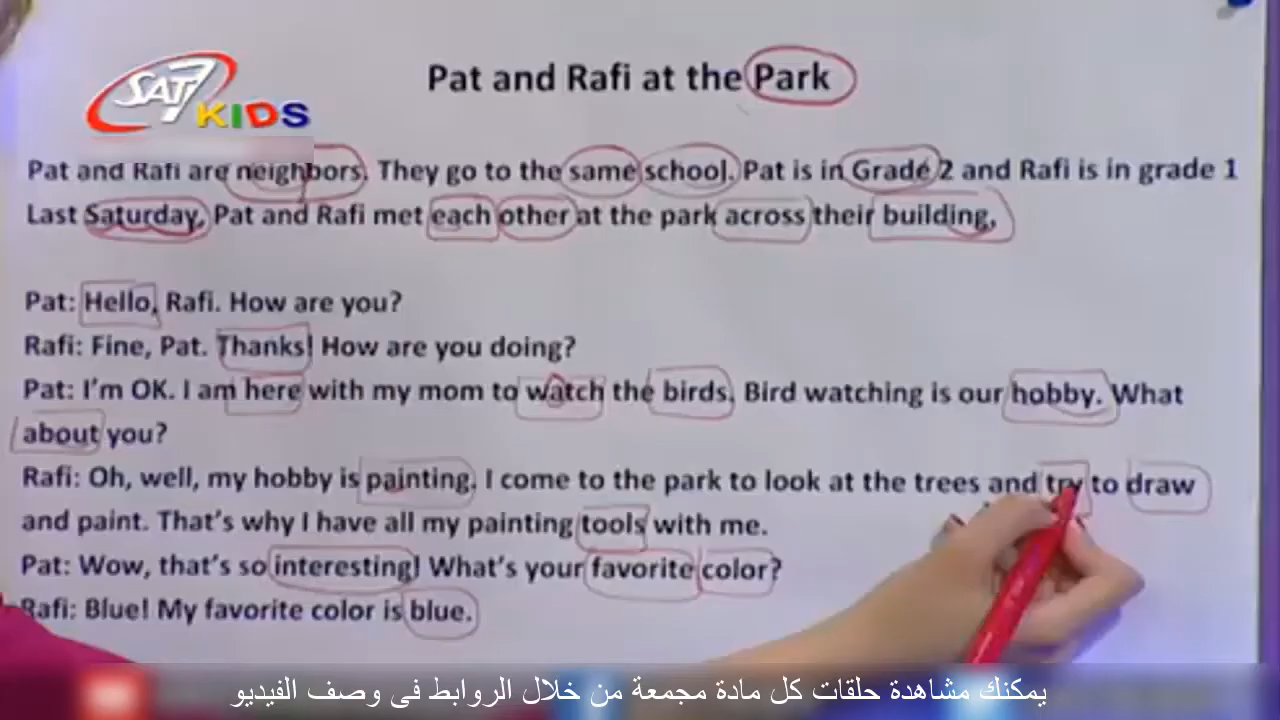 SAT 7 KIDS
Pat and Rafi at the Park
Pat and Rafi are neighbors. They go to the same school. Pat is in Grade 2 and Rafi is in grade 1
Last Saturday, Pat and Rafi met each other at the park across their building,
Pat: Hello, Rafi. How are you?
Rafi: Fine, Pat. Thanks! How are you doing?
Pat: I'm OK. I am here with my mom to watch the birds. Bird watching is our hobby. What
about you?
Rafi: Oh, well, my hobby is painting. I come to the park to look at the trees and try to draw
and paint. That's why I have all my painting tools with me.
Pat: Wow, that's so interesting! What's your favorite color?
Rafi: Blue! My favorite color is blue.
يمكنك مشاهدة حلقات كل مادة مجمعة من خلال الروابط فى وصف الفيديو